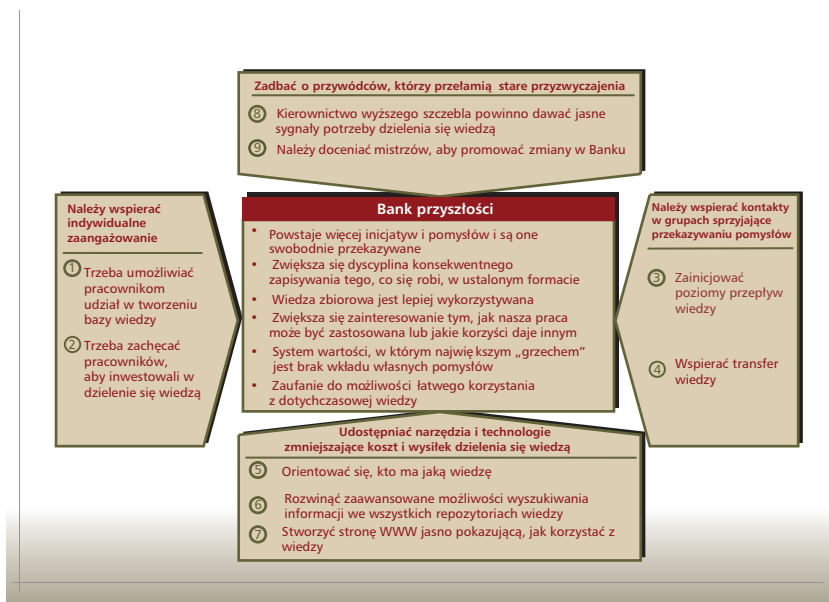 Zadbać o przywódców, którzy przełamią stare przyzwyczajenia
8 Kierownictwo wyższego szczebla powinno dawać jasne
sygnały potrzeby dzielenia się wiedzą
9 Należy doceniać mistrzów, aby promować zmiany w Banku
Należy wspierać
indywidualne
zaangażowanie
1 Trzeba umożliwiać
pracownikom
udział w tworzeniu
bazy wiedzy
2 Trzeba zachęcać
pracowników,
aby inwestowali w
dzielenie się wiedzą
Bank przyszłości
• Powstaje więcej inicjatyw i pomysłów i są one
swobodnie przekazywane
• Zwiększa się dyscyplina konsekwentnego
zapisywania tego, co się robi, w ustalonym formacie
• Wiedza zbiorowa jest lepiej wykorzystywana
• Zwiększa się zainteresowanie tym, jak nasza praca
może być zastosowana lub jakie korzyści daje innym
• System wartości, w którym najwię kszym „grzechem”
jest brak wkładu własnych pomysłów
• Zaufanie do możliwości łatwego korzystania
z dotychczasowej wiedzy
Należy wspierać kontakty
w grupach sprzyjające
przekazywaniu pomysłów
3 Zainicjować
poziomy przepływ
wiedzy
4 Wspierać transfer
wiedzy
Udostępniać narzędzia i technologie
zmniejszające koszt i wysiłek dzielenia się wiedzą
5 Orientować się, kto ma jaką wiedzę
6 Rozwinąć zaawansowane możliwości wyszukiwania
informacji we wszystkich repozytoriach wiedzy
7 Stworzyć stronę WWW jasno pokazującą, jak korzystać z
wiedzy